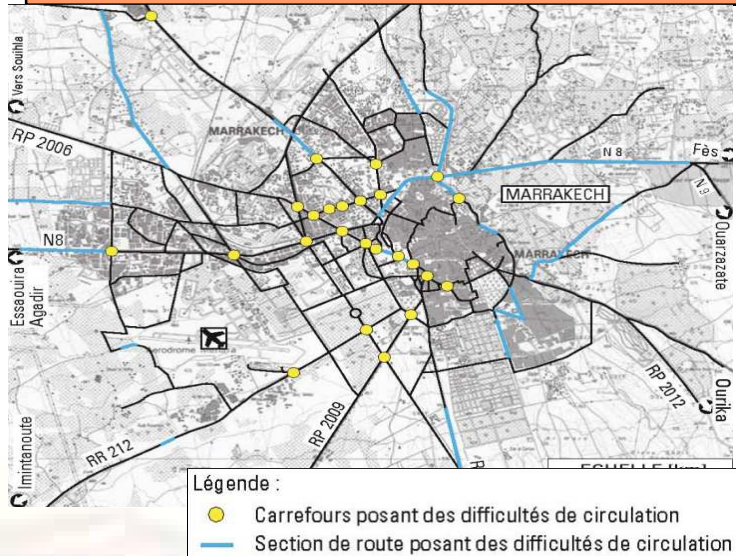 Vers Souihla
RP 2006
MARRAKECH
N 8
Fès
N 9
MARRAKECH
MARRAKECH
N8
Essaouira
Agadir
Ouarzazate
Aérodrome
RP 2012
Ourika
RP 2009
RR 212
Imintanoute
R
ECHELLE [km]
Légende :
Carrefours posant des difficultés de circulation
Section de route posant des difficultés de circulation